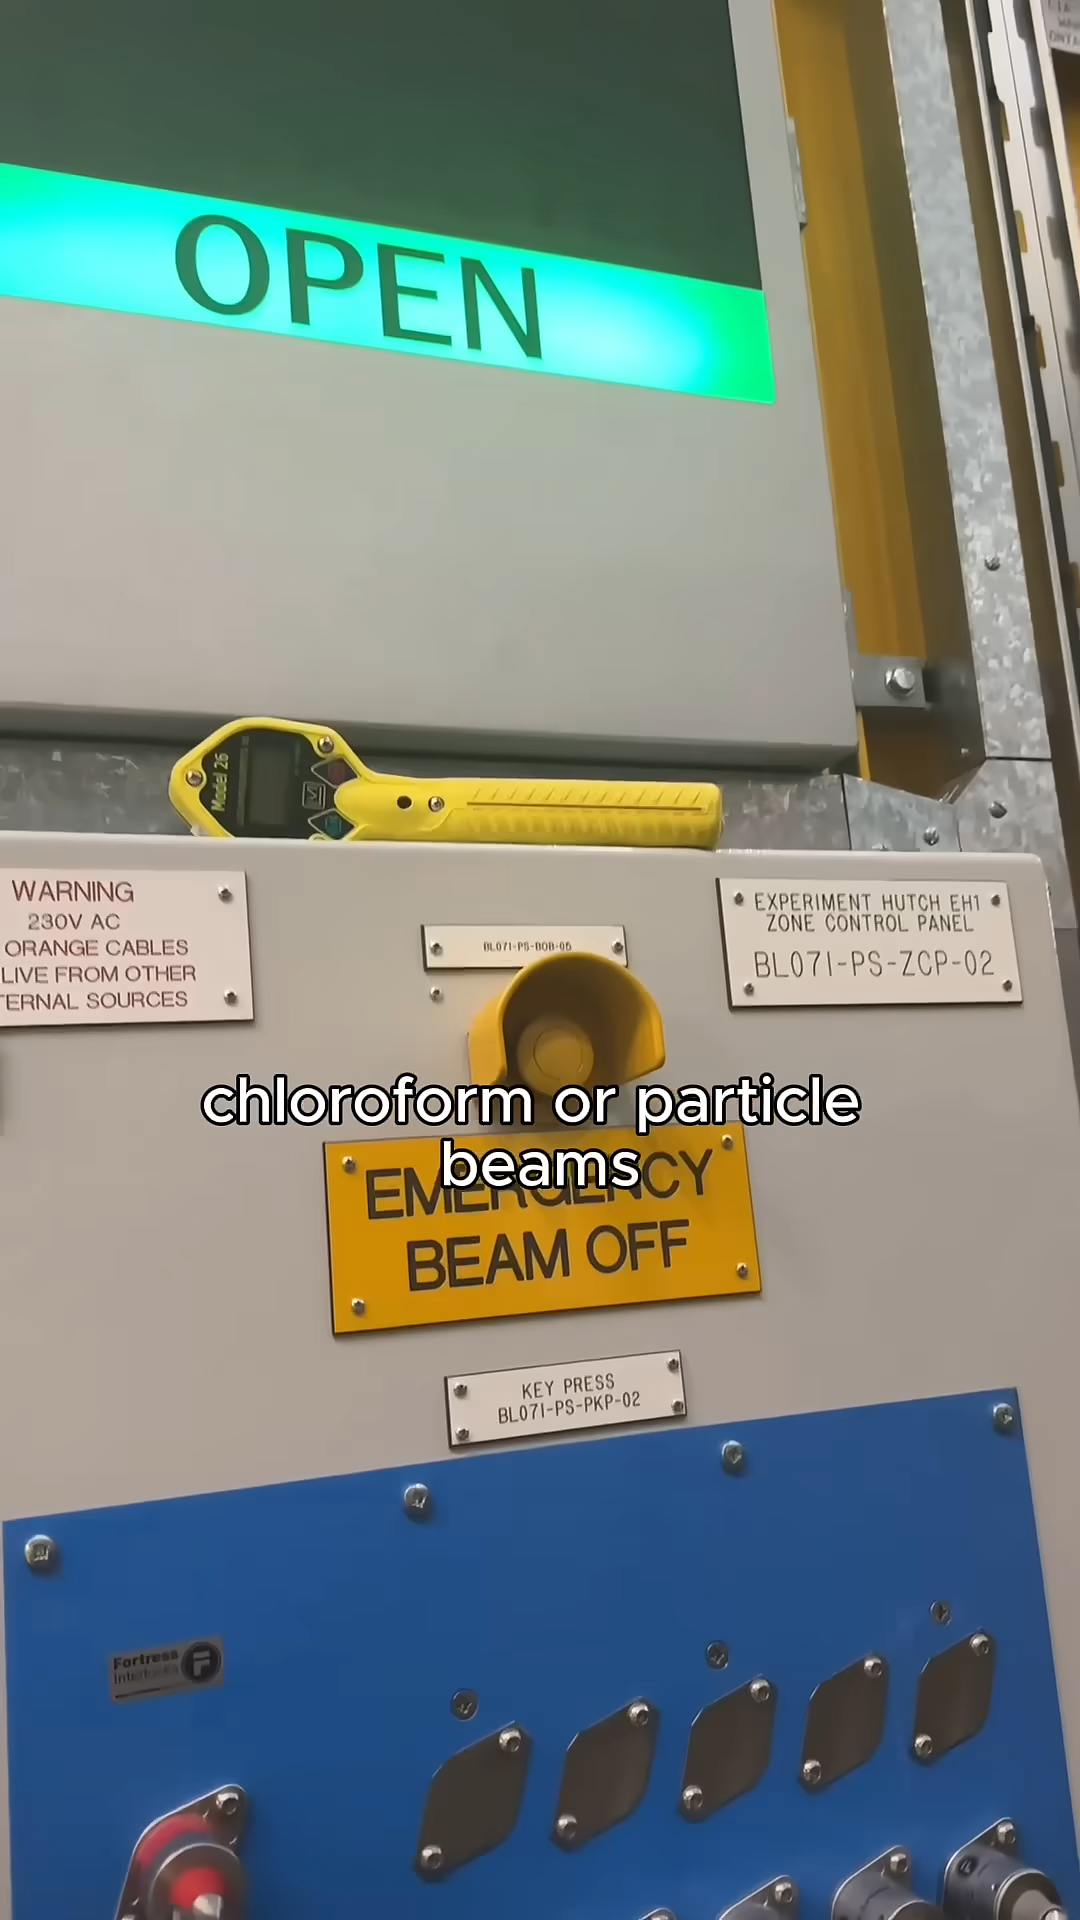 OPEN
Model 26
WARNING
230V AC
ORANGE CABLES
LIVE FROM OTHER
TERNAL SOURCES
BL07I-PS-BOB-05
EXPERIMENT HUTCH EH1
ZONE CONTROL PANEL
BL07I-PS-ZCP-02
chloroform or particle
beams
EMERGENCY
BEAM OFF
KEY PRESS
BL07I-PS-PKP-02
Fortress
Interlocks